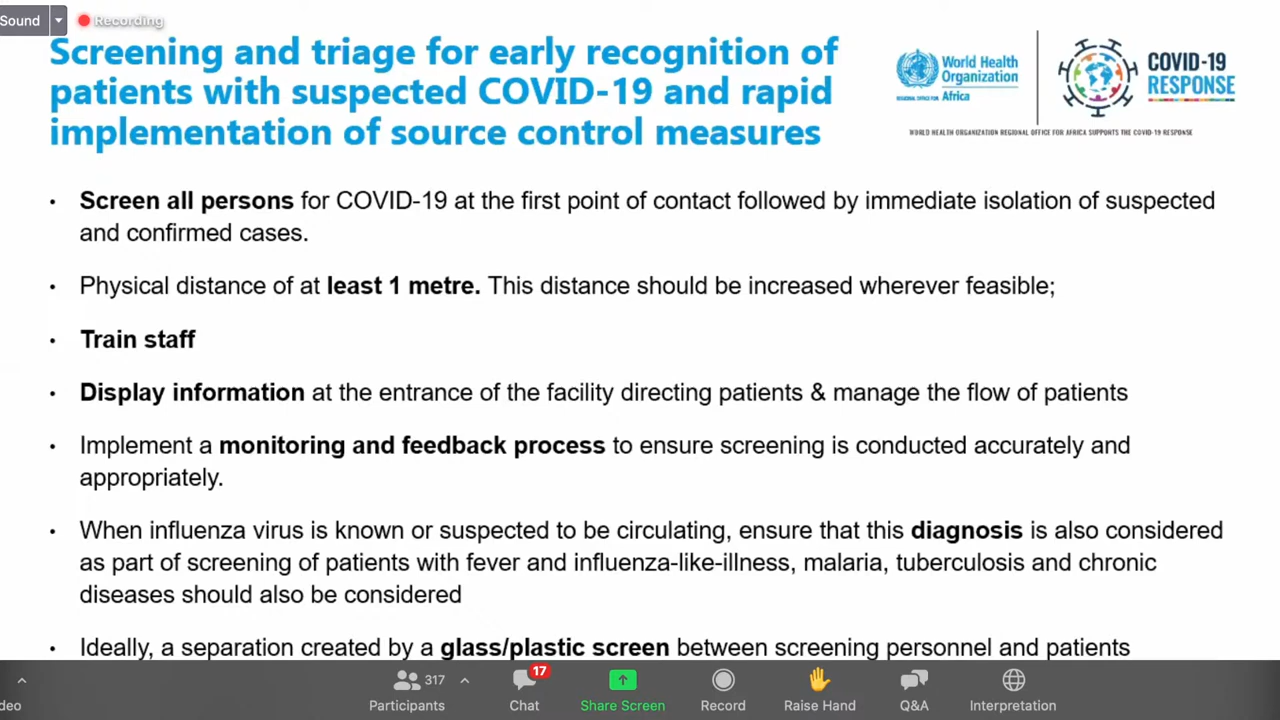 Sound
Recording
Screening and triage for early recognition of
patients with suspected COVID-19 and rapid
implementation of source control measures
World Health
Organization
REGIONAL OFFICE FOR Africa
COVID-19
RESPONSE
WORLD HEALTH ORGANIZATION REGIONAL OFFICE FOR AFRICA SUPPORTS THE COVID-19 RESPONSE
• Screen all persons for COVID-19 at the first point of contact followed by immediate isolation of suspected
and confirmed cases.
• Physical distance of at least 1 metre. This distance should be increased wherever feasible;
• Train staff
• Display information at the entrance of the facility directing patients & manage the flow of patients
• Implement a monitoring and feedback process to ensure screening is conducted accurately and
appropriately.
• When influenza virus is known or suspected to be circulating, ensure that this diagnosis is also considered
as part of screening of patients with fever and influenza-like-illness, malaria, tuberculosis and chronic
diseases should also be considered
• Ideally, a separation created by a glass/plastic screen between screening personnel and patients
317
17
deo
Participants
Chat
Share Screen
Record
Raise Hand
Q&A
Interpretation